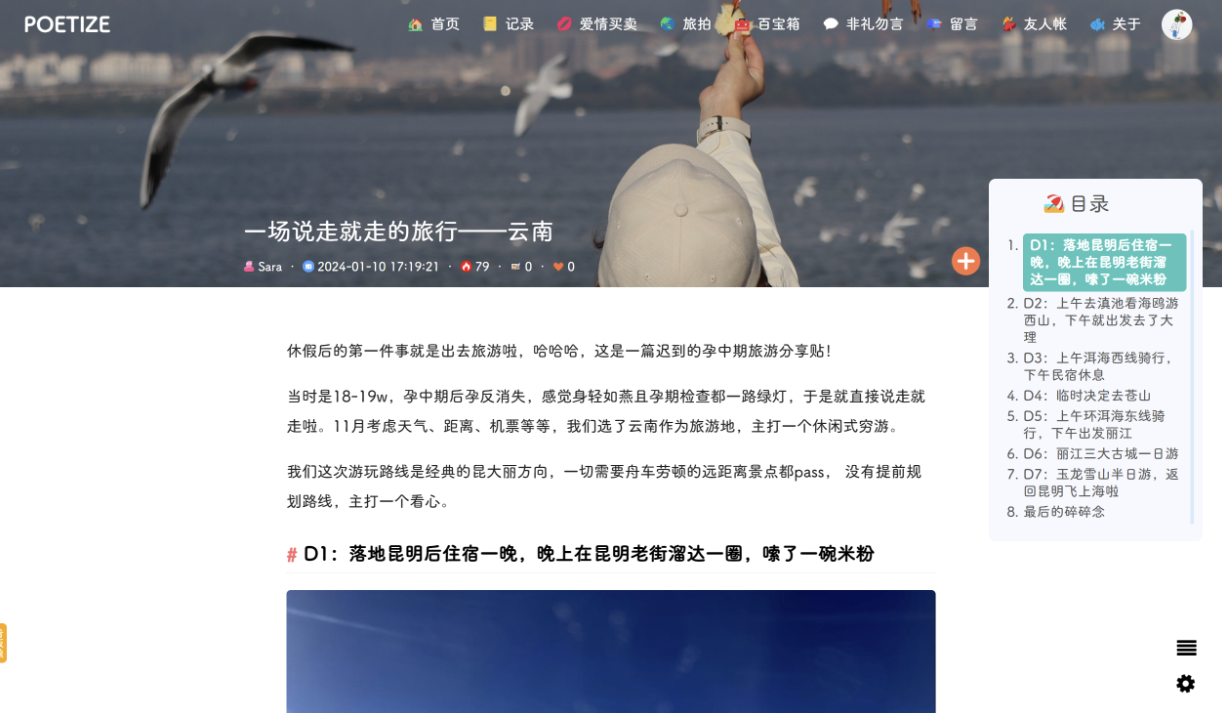 POETIZE
首页 记录 爱情买卖 旅拍 百宝箱 非礼勿言 留言 友人帐 关于
一场说走就走的旅行——云南
Sara · 2024-01-10 17:19:21 · 79 · 0 · 0
休假后的第一件事就是出去旅游啦，哈哈哈，这是一篇迟到的孕中期旅游分享贴！
当时是18-19w，孕中期后孕反消失，感觉身轻如燕且孕期检查都一路绿灯，于是就直接说走就
走啦。11月考虑天气、距离、机票等等，我们选了云南作为旅游地，主打一个休闲式穷游。
我们这次游玩路线是经典的昆大丽方向，一切需要舟车劳顿的远距离景点都pass， 没有提前规
划路线，主打一个看心。
# D1：落地昆明后住宿一晚，晚上在昆明老街溜达一圈，嗦了一碗米粉
目录
1. D1：落地昆明后住宿一
晚，晚上在昆明老街溜
达一圈，嗦了一碗米粉
2. D2：上午去滇池看海鸥游
西山，下午就出发去了大
理
3. D3：上午洱海西线骑行，
下午民宿休息
4. D4：临时决定去苍山
5. D5：上午环洱海东线骑
行，下午出发丽江
6. D6：丽江三大古城一日游
7. D7：玉龙雪山半日游，返
回昆明飞上海啦
8. 最后的碎碎念